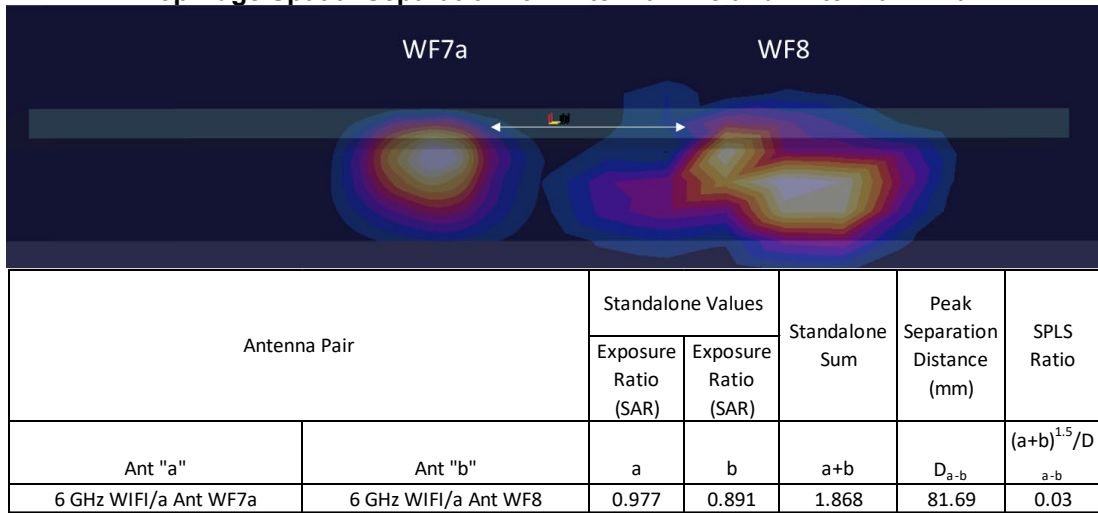 WF7a WF8
Antenna Pair
Standalone Values
Standalone
Sum
Peak
Separation
Distance
(mm)
SPLS
Ratio
Exposure
Ratio
(SAR)
Exposure
Ratio
(SAR)
Ant "a" Ant "b" a b a+b D a-b (a+b)1.5/D a-b
6 GHz WIFI/a Ant WF7a 6 GHz WIFI/a Ant WF8 0.977 0.891 1.868 81.69 0.03